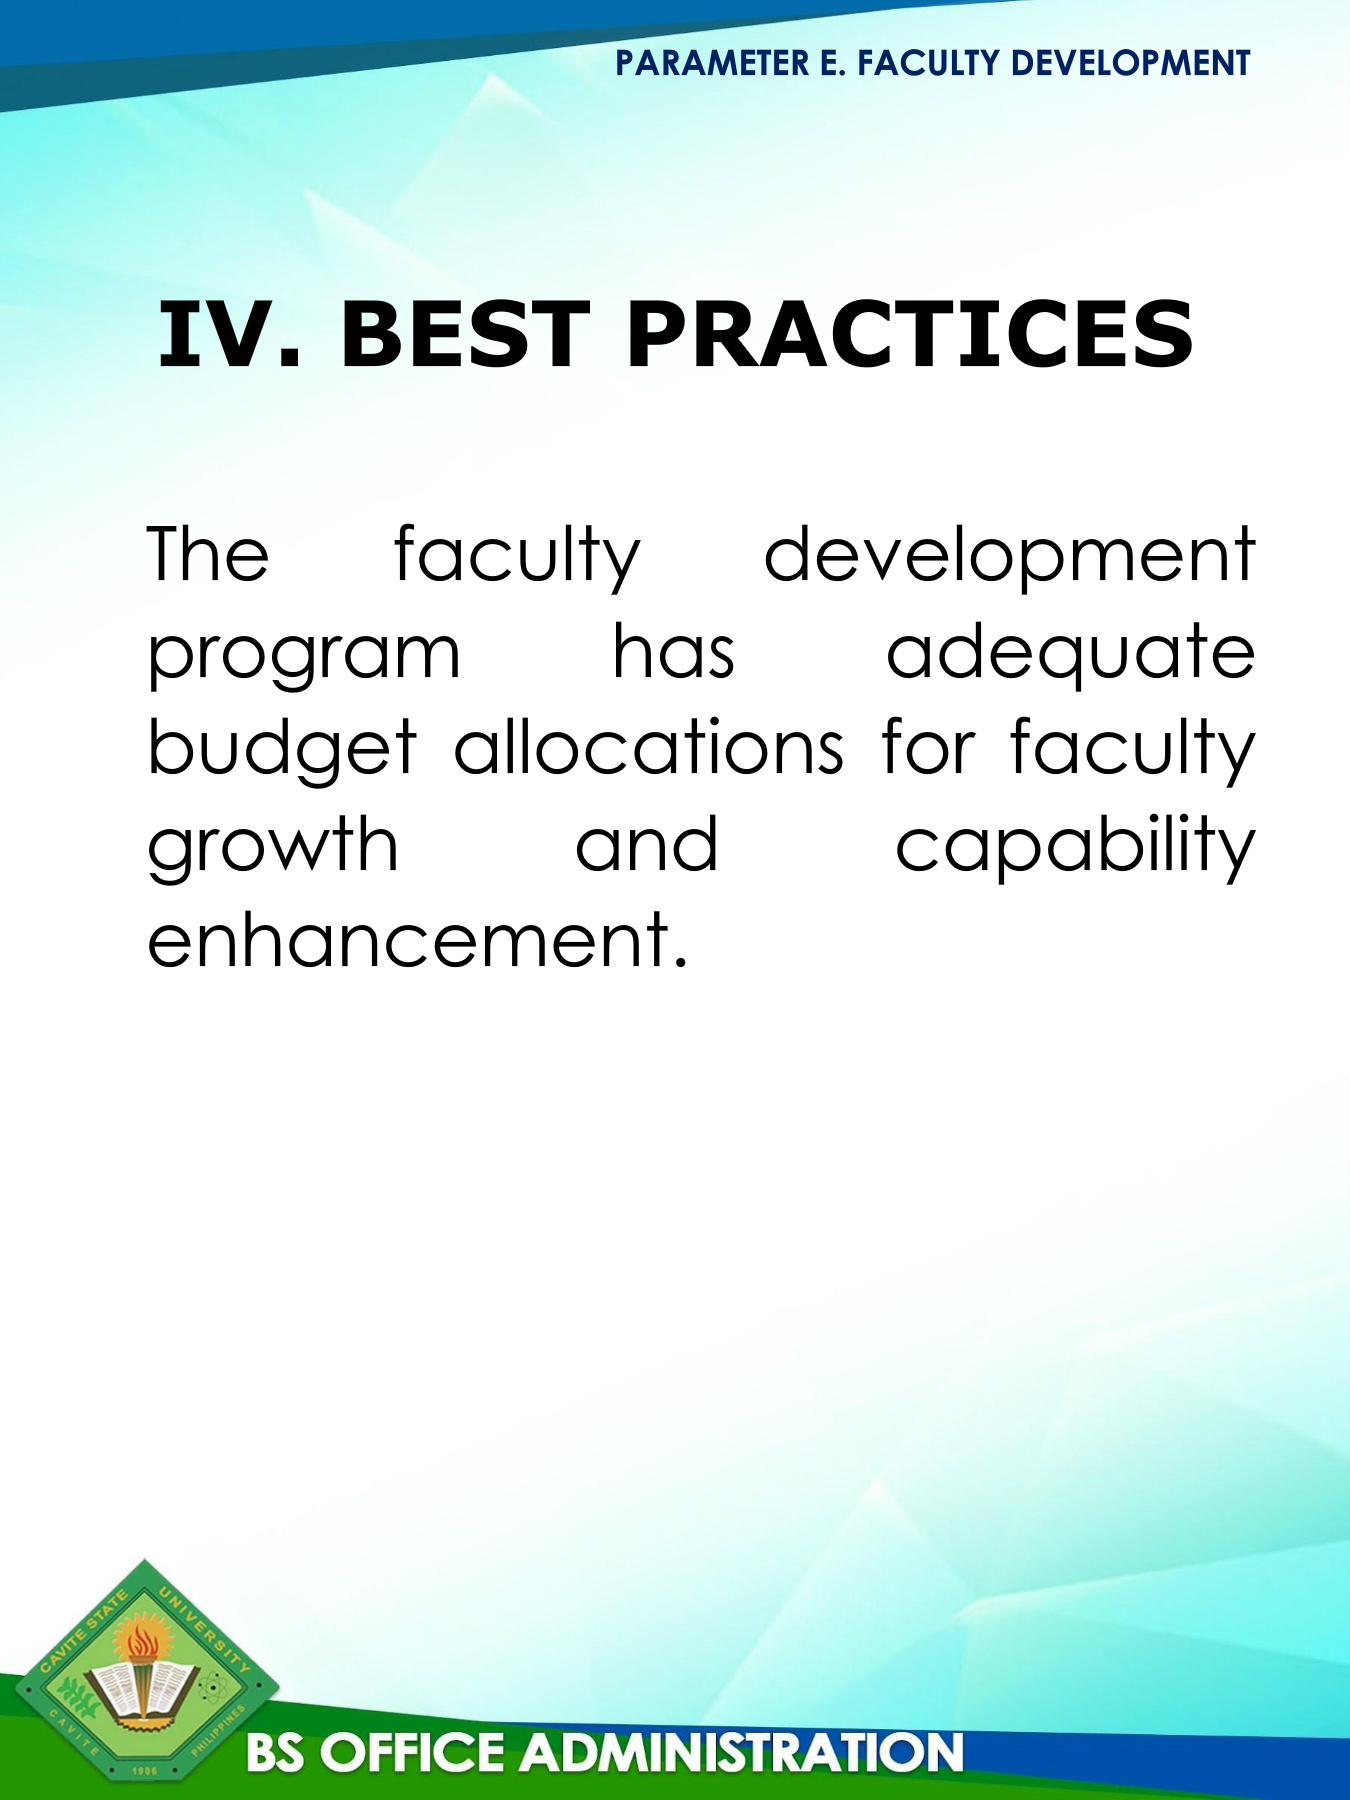 PARAMETER E. FACULTY DEVELOPMENT
IV. BEST PRACTICES
The faculty development
program has adequate
budget allocations for faculty
growth and capability
enhancement.
CAVITE STATE UNIVERSITY
CAVITE PHILIPPINES
1906
BS OFFICE ADMINISTRATION